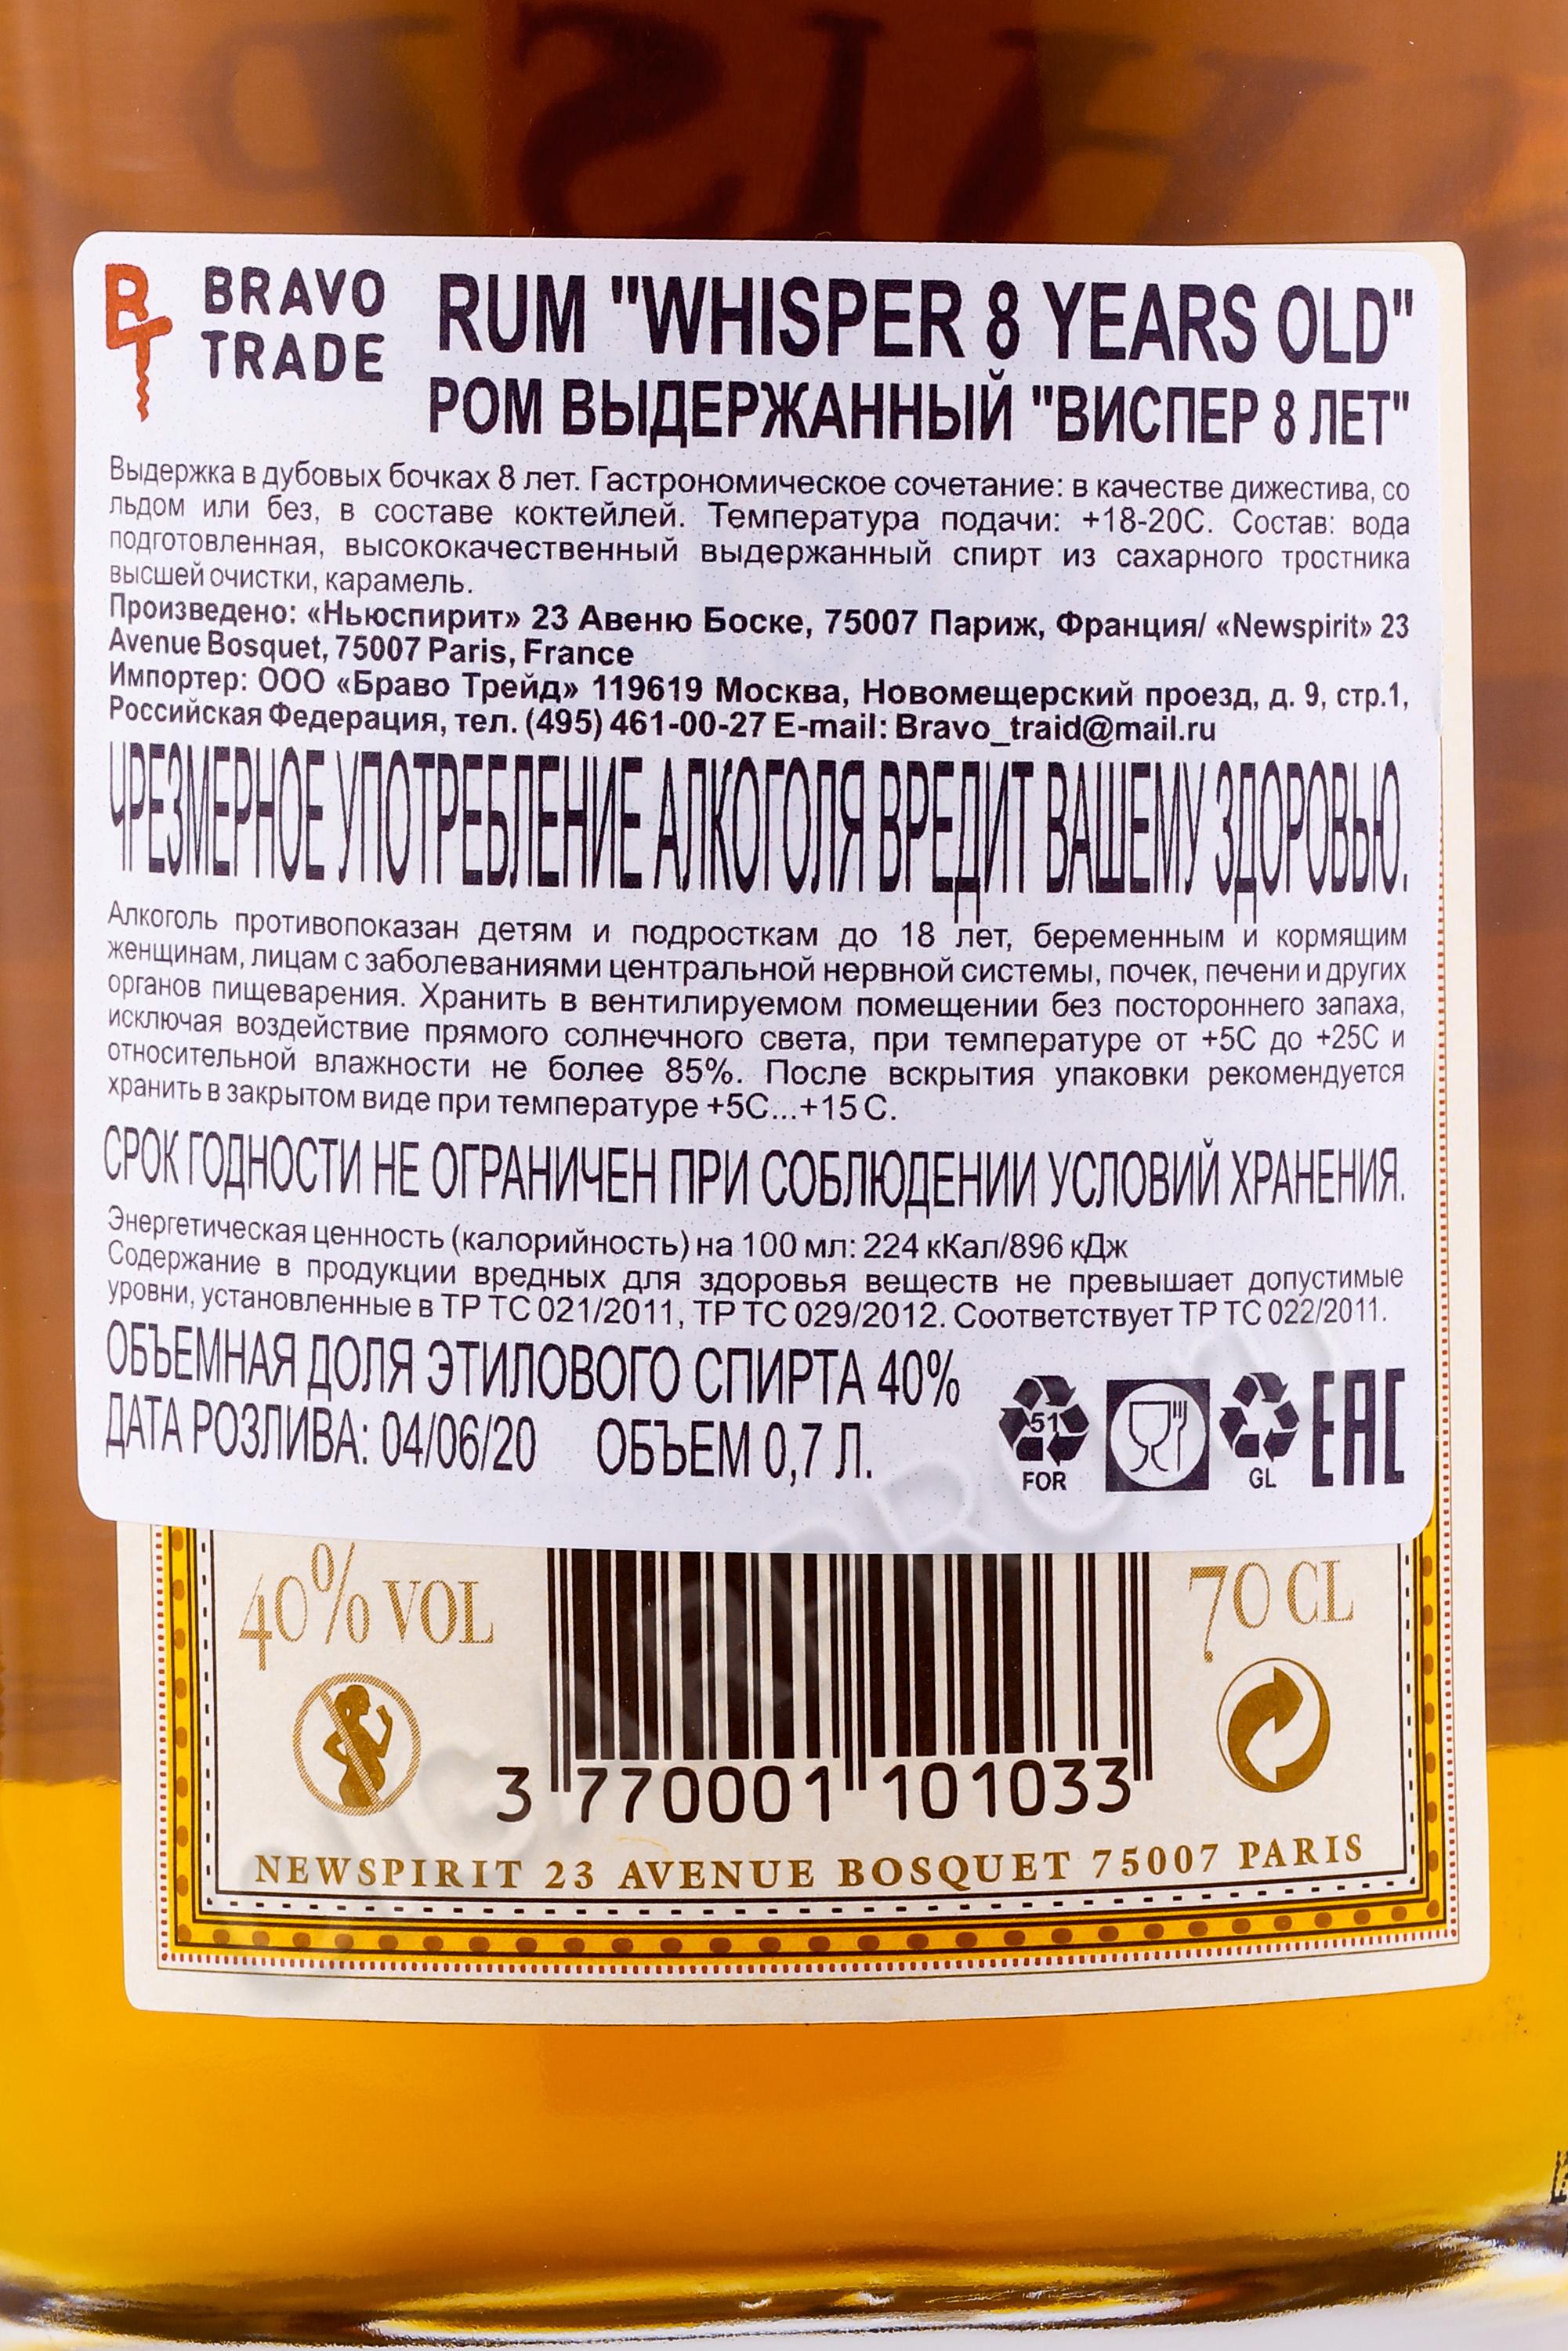 BRAVO
TRADE
RUM "WHISPER 8 YEARS OLD"
РОМ ВЫДЕРЖАННЫЙ "ВИСПЕР 8 ЛЕТ"
Выдержка в дубовых бочках 8 лет. Гастрономическое сочетание: в качестве дижестива, со
льдом или без, в составе коктейлей. Температура подачи: +18-20С. Состав: вода
подготовленная, высококачественный выдержанный спирт из сахарного тростника
высшей очистки, карамель.
Произведено: «Ньюспирит» 23 Авеню Боске, 75007 Париж, Франция/ «Newspirit» 23
Avenue Bosquet, 75007 Paris, France
Импортер: ООО «Браво Трейд» 119619 Москва, Новомещерский проезд, д. 9, стр.1,
Российская Федерация, тел. (495) 461-00-27 E-mail: Bravo_traid@mail.ru
ЧРЕЗМЕРНОЕ УПОТРЕБЛЕНИЕ АЛКОГОЛЯ ВРЕДИТ ВАШЕМУ ЗДОРОВЬЮ.
Алкоголь противопоказан детям и подросткам до 18 лет, беременным и кормящим
женщинам, лицам с заболеваниями центральной нервной системы, почек, печени и других
органов пищеварения. Хранить в вентилируемом помещении без постороннего запаха,
исключая воздействие прямого солнечного света, при температуре от +5С до +25С и
относительной влажности не более 85%. После вскрытия упаковки рекомендуется
хранить в закрытом виде при температуре +5С...+15 С.
СРОК ГОДНОСТИ НЕ ОГРАНИЧЕН ПРИ СОБЛЮДЕНИИ УСЛОВИЙ ХРАНЕНИЯ.
Энергетическая ценность (калорийность) на 100 мл: 224 кКал/896 кДж
Содержание в продукции вредных для здоровья веществ не превышает допустимые
уровни, установленные в ТР ТС 021/2011, ТР ТС 029/2012. Соответствует ТР ТС 022/2011.
ОБЪЕМНАЯ ДОЛЯ ЭТИЛОВОГО СПИРТА 40%
ДАТА РОЗЛИВА: 04/06/20 ОБЪЕМ 0,7 Л.
51
FOR
GL
EAC
40% VOL
70 CL
3 770001 101033
NEWSPIRIT 23 AVENUE BOSQUET 75007 PARIS